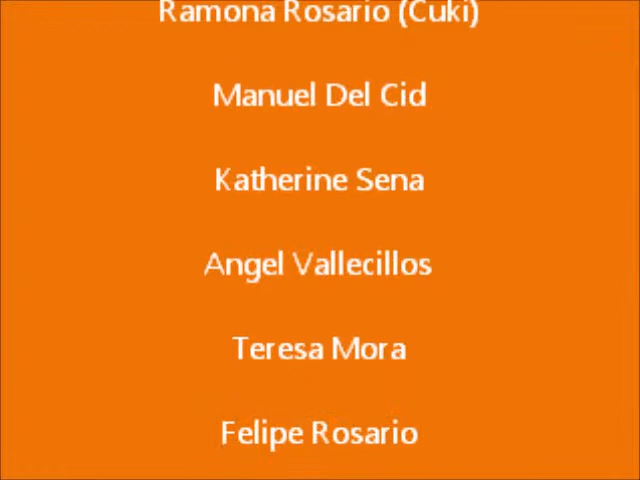 Ramona Rosario (Cuki)
Manuel Del Cid
Katherine Sena
Angel Vallecillos
Teresa Mora
Felipe Rosario